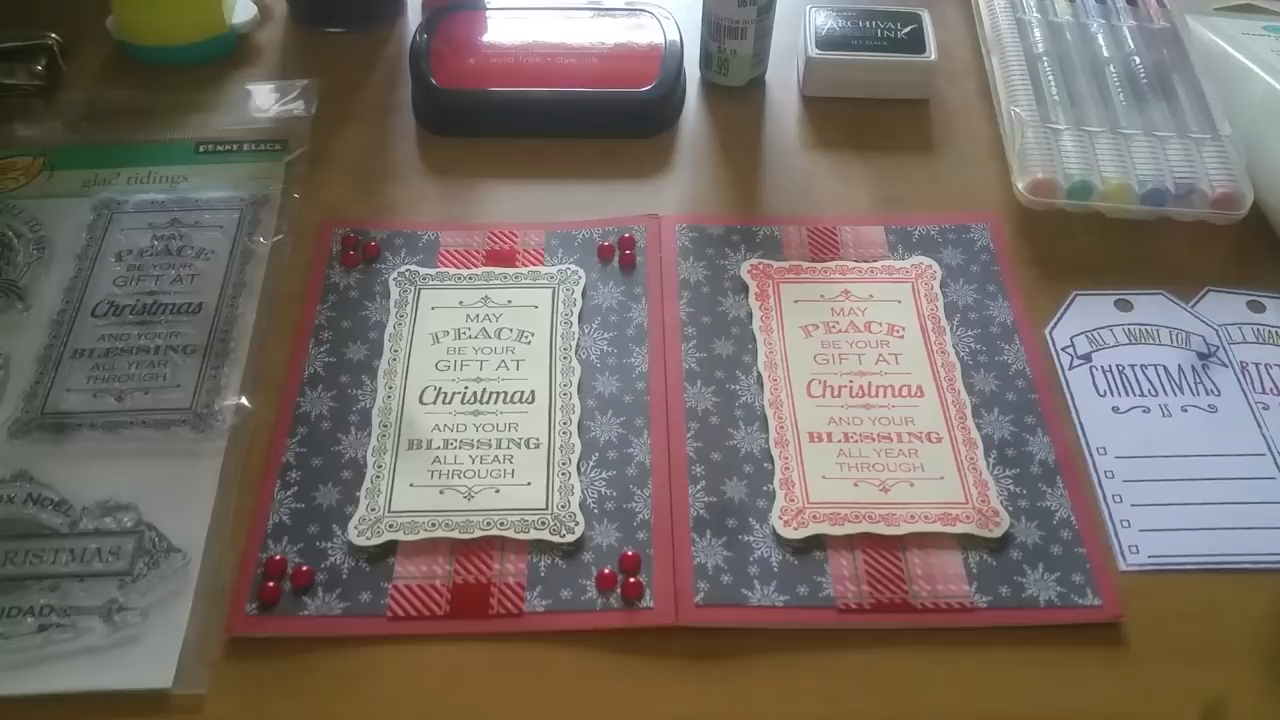 acid free • dye ink
.99
ARCHIVAL
INK
JET BLACK
PENNY BLACK
glad tidings
MAY
PEACE
BE YOUR
GIFT AT
Christmas
AND YOUR
BLESSING
ALL YEAR
THROUGH
NOEL
MAY
PEACE
BE YOUR
GIFT AT
Christmas
AND YOUR
BLESSING
ALL YEAR
THROUGH
MAY
PEACE
BE YOUR
GIFT AT
Christmas
AND YOUR
BLESSING
ALL YEAR
THROUGH
ALL I WANT FOR
CHRISTMAS
IS